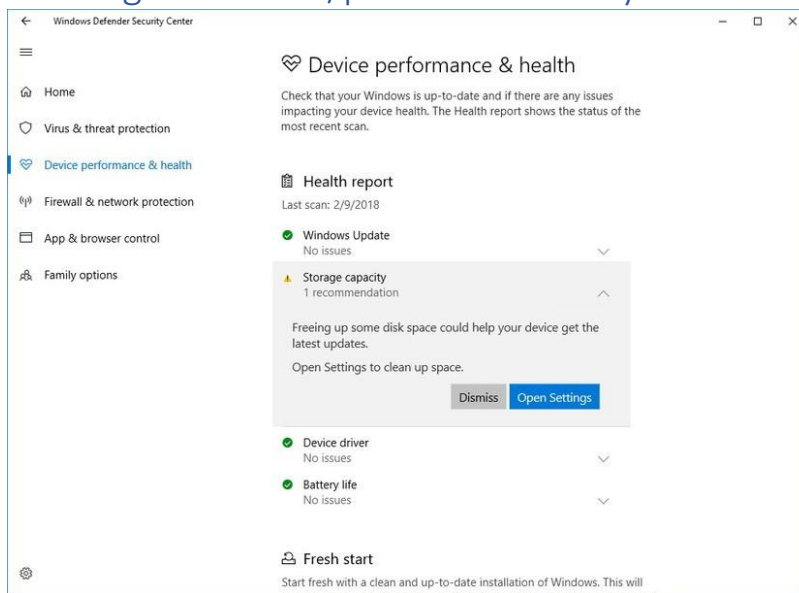 Windows Defender Security Center
Home
Virus & threat protection
Device performance & health
Firewall & network protection
App & browser control
Family options
Device performance & health
Check that your Windows is up-to-date and if there are any issues
impacting your device health. The Health report shows the status of the
most recent scan.
Health report
Last scan: 2/9/2018
Windows Update
No issues
Storage capacity
1 recommendation
Freeing up some disk space could help your device get the
latest updates.
Open Settings to clean up space.
Dismiss
Open Settings
Device driver
No issues
Battery life
No issues
Fresh start
Start fresh with a clean and up-to-date installation of Windows. This will